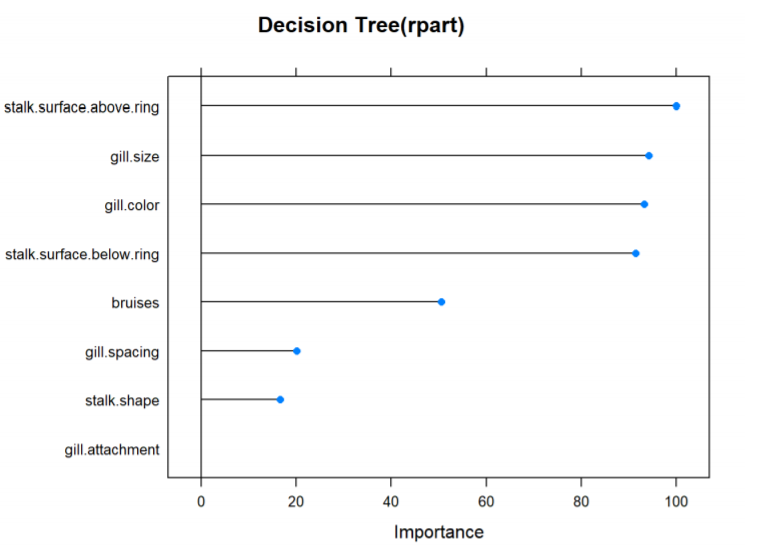 Decision Tree(rpart)
stalk.surface.above.ring
gill.size
gill.color
stalk.surface.below.ring
bruises
gill.spacing
stalk.shape
gill.attachment
0 20 40 60 80 100
Importance